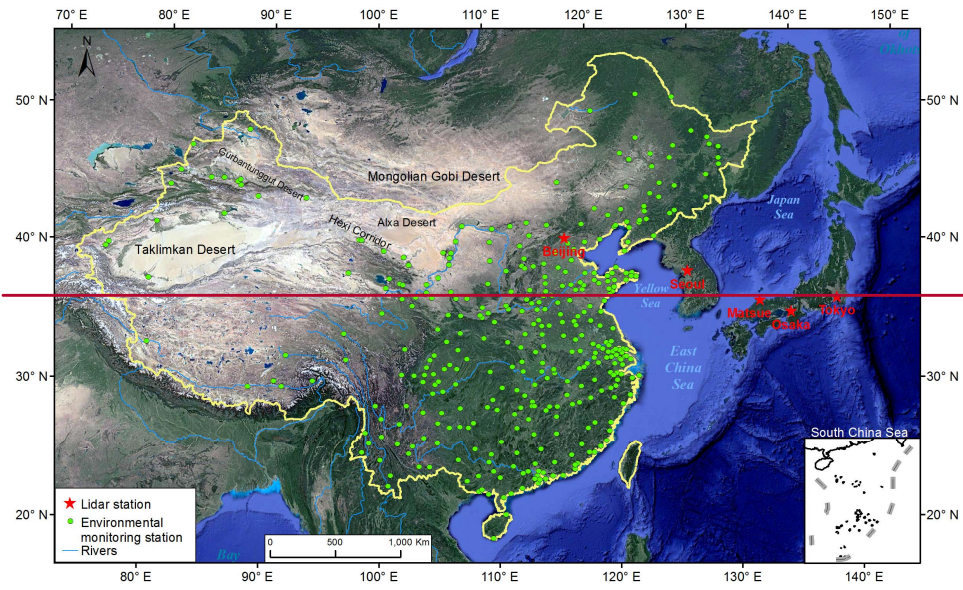 70° E 80° E 90° E 100° E 110° E 120° E 130° E 140° E 150° E
N
50° N
50° N
Gurbantunggut Desert
Mongolian Gobi Desert
Japan
Sea
Hexi Corridor
Alxa Desert
40° N
40° N
Taklimkan Desert
Beijing
Seoul
Yellow
Sea
Matsue
Osaka
Tokyo
East
China
Sea
30° N
30° N
South China Sea
Lidar station
Environmental
monitoring station
Rivers
20° N
20° N
0 500 1,000 Km
Bay
80° E 90° E 100° E 110° E 120° E 130° E 140° E